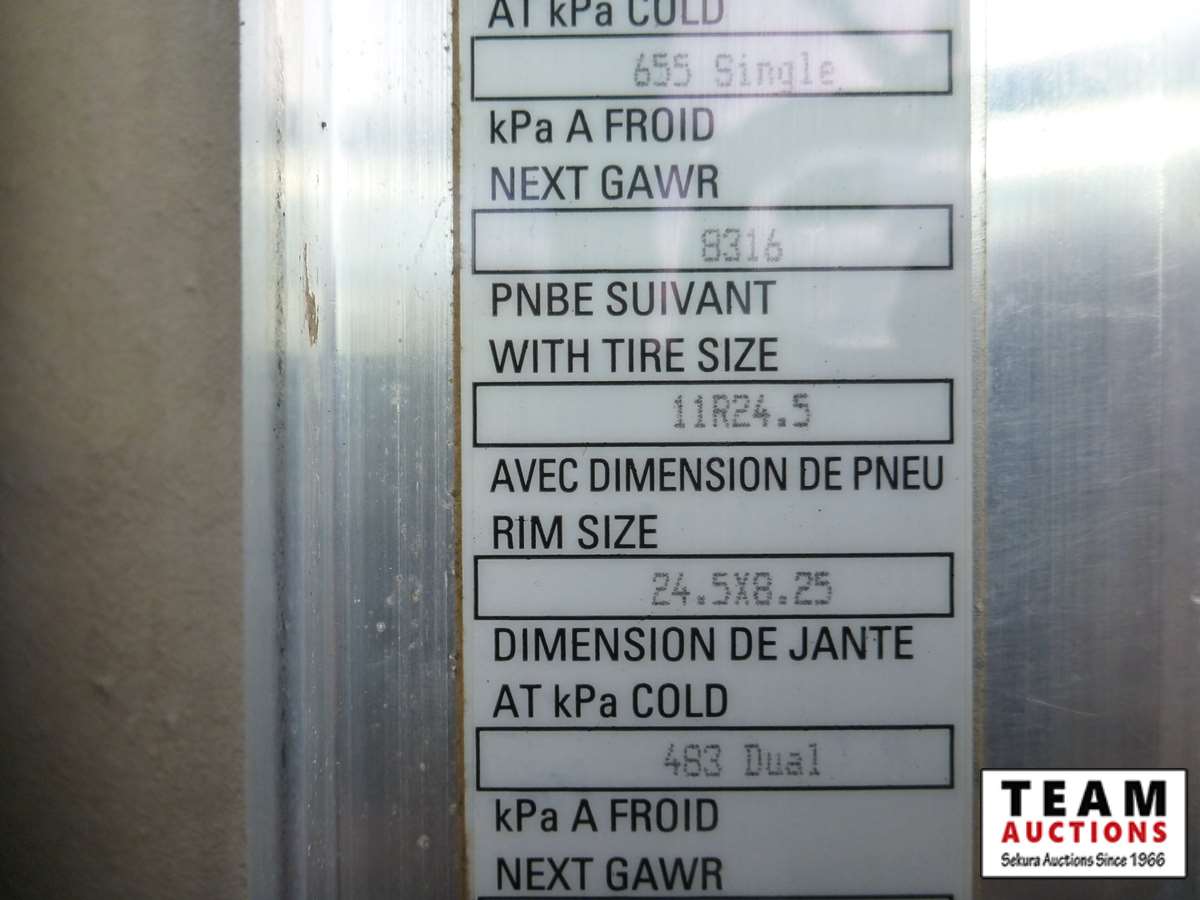 AT kPa COLD
655 Single
kPa A FROID
NEXT GAWR
8316
PNBE SUIVANT
WITH TIRE SIZE
11R24.5
AVEC DIMENSION DE PNEU
RIM SIZE
24.5X8.25
DIMENSION DE JANTE
AT kPa COLD
483 Dual
kPa A FROID
NEXT GAWR
TEAM
AUCTIONS
Sekura Auctions Since 1966